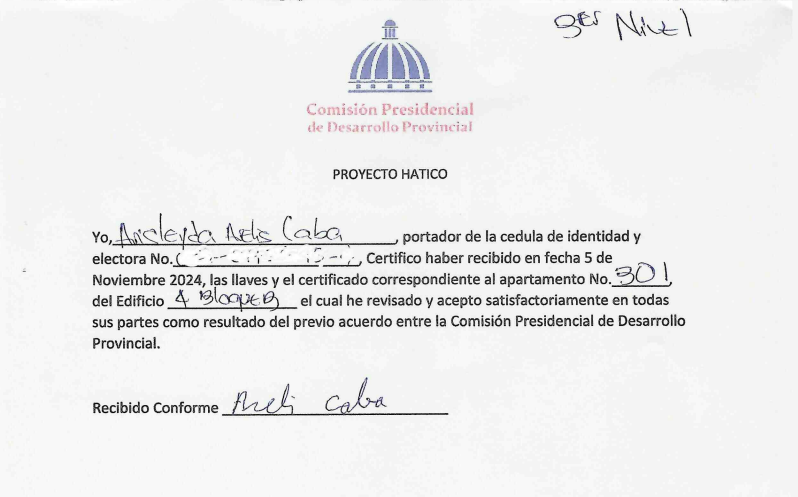 3er Nivel
Comisión Presidencial
de Desarrollo Provincial
PROYECTO HATICO
Yo, Ansleyda Nelis Caba, portador de la cedula de identidad y
electora No. , Certifico haber recibido en fecha 5 de
Noviembre 2024, las llaves y el certificado correspondiente al apartamento No. 301,
del Edificio 4 Bloque B, el cual he revisado y acepto satisfactoriamente en todas
sus partes como resultado del previo acuerdo entre la Comisión Presidencial de Desarrollo
Provincial.
Recibido Conforme Caba